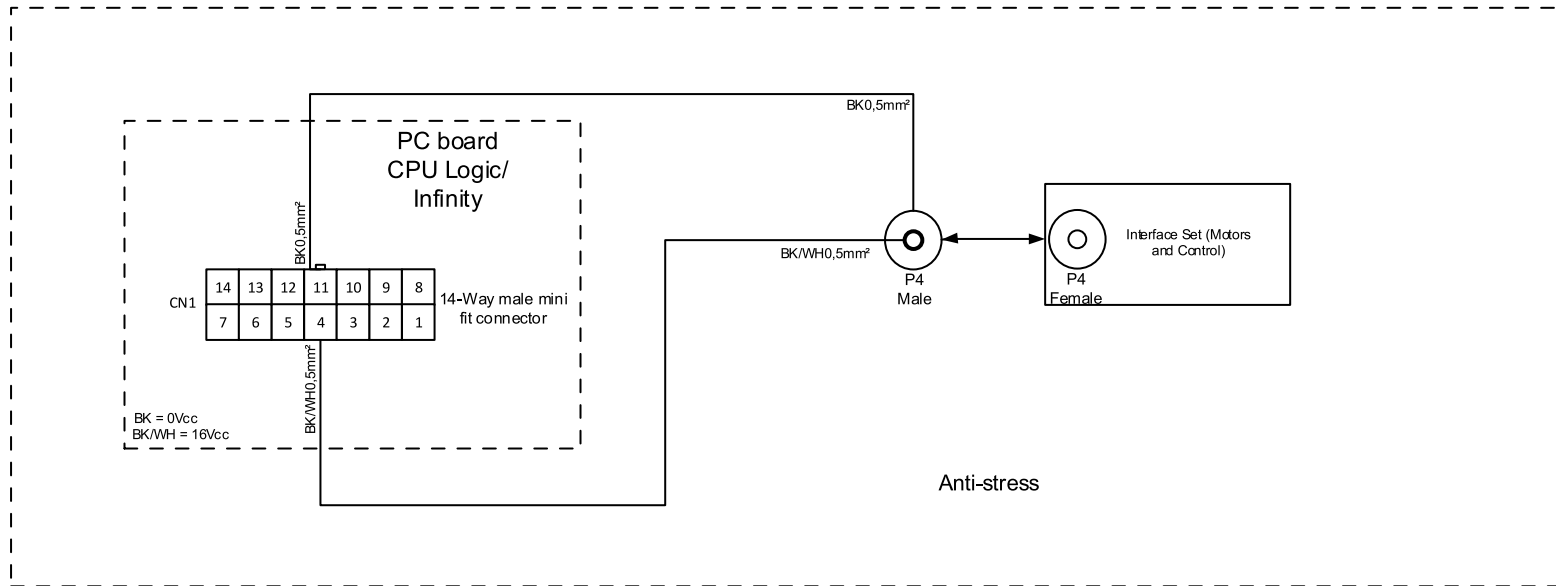 BK0,5mm²
PC board
CPU Logic/
Infinity
BK0,5mm²
BK/WH0,5mm²
Interface Set (Motors
and Control)
P4
Male
P4
Female
CN1
14 13 12 11 10 9 8
7 6 5 4 3 2 1
14-Way male mini
fit connector
BK/WH0,5mm²
BK = 0Vcc
BK/WH = 16Vcc
Anti-stress